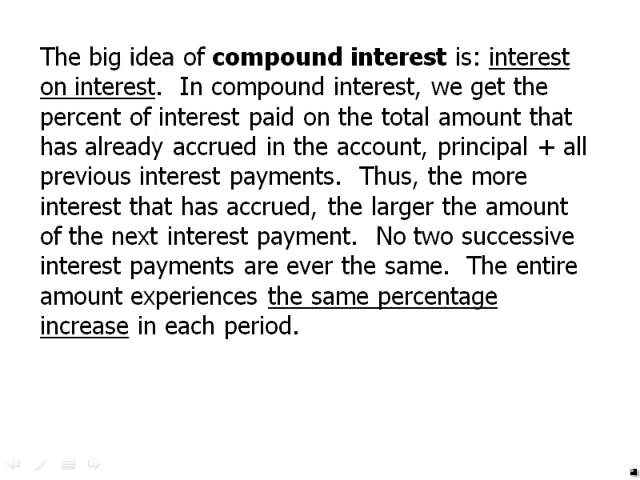 The big idea of compound interest is: interest
on interest.  In compound interest, we get the
percent of interest paid on the total amount that
has already accrued in the account, principal + all
previous interest payments.  Thus, the more
interest that has accrued, the larger the amount
of the next interest payment.  No two successive
interest payments are ever the same.  The entire
amount experiences the same percentage
increase in each period.